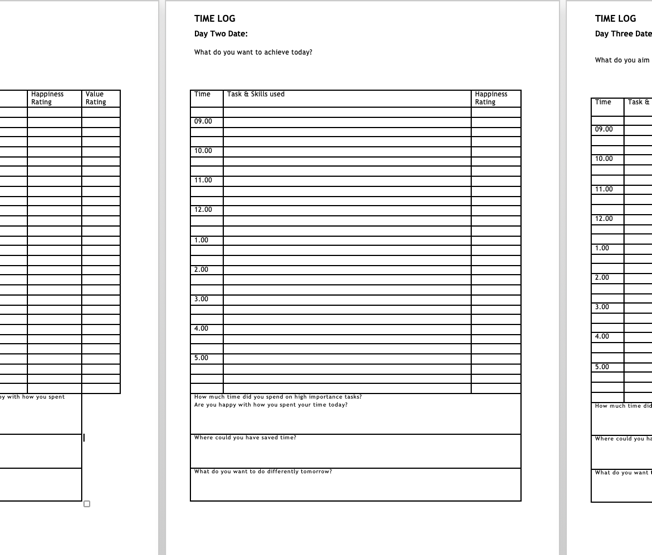 Happiness Value
Rating Rating
py with how you spent
TIME LOG
Day Two Date:
What do you want to achieve today?
Time Task & Skills used Happiness
Rating
09.00
10.00
11.00
12.00
1.00
2.00
3.00
4.00
5.00
How much time did you spend on high importance tasks?
Are you happy with how you spent your time today?
Where could you have saved time?
What do you want to do differently tomorrow?
TIME LOG
Day Three Date
What do you aim
Time Task &
09.00
10.00
11.00
12.00
1.00
2.00
3.00
4.00
5.00
How much time did
Where could you ha
What do you want